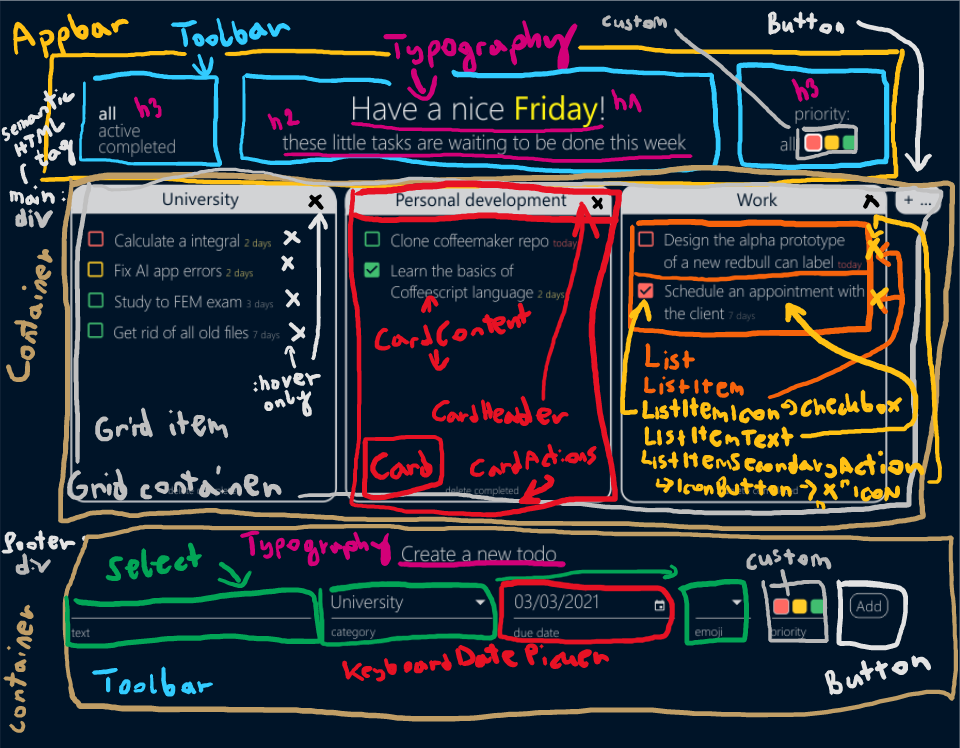 Appbar
Toolbar
Typography
custom
Button
semantic
HTML
tag
all
h3
active
completed
h2
Have a nice Friday!
h1
these little tasks are waiting to be done this week
h3
priority:
all
main:
div
Container
University
X
Personal development
X
Work
X
+ ...
Calculate a integral 2 days
X
Fix AI app errors 2 days
X
Study to FEM exam 3 days
X
Get rid of all old files 7 days
X
:hover
only
Clone coffeemaker repo today
Learn the basics of
Coffeescript language 2 days
CardContent
CardHeader
Card
CardActions
delete completed
Design the alpha prototype
of a new redbull can label today
X
Schedule an appointment with
the client 7 days
X
List
ListItem
ListItemIcon → Checkbox
ListItemText
ListItemSecondaryAction
↳ IconButton → "X" icon
Grid item
Grid container
footer
div
container
Select
Typography
Create a new todo
custom
text
University
category
03/03/2021
due date
emoji
priority
Add
KeyboardDatePicker
Toolbar
Button